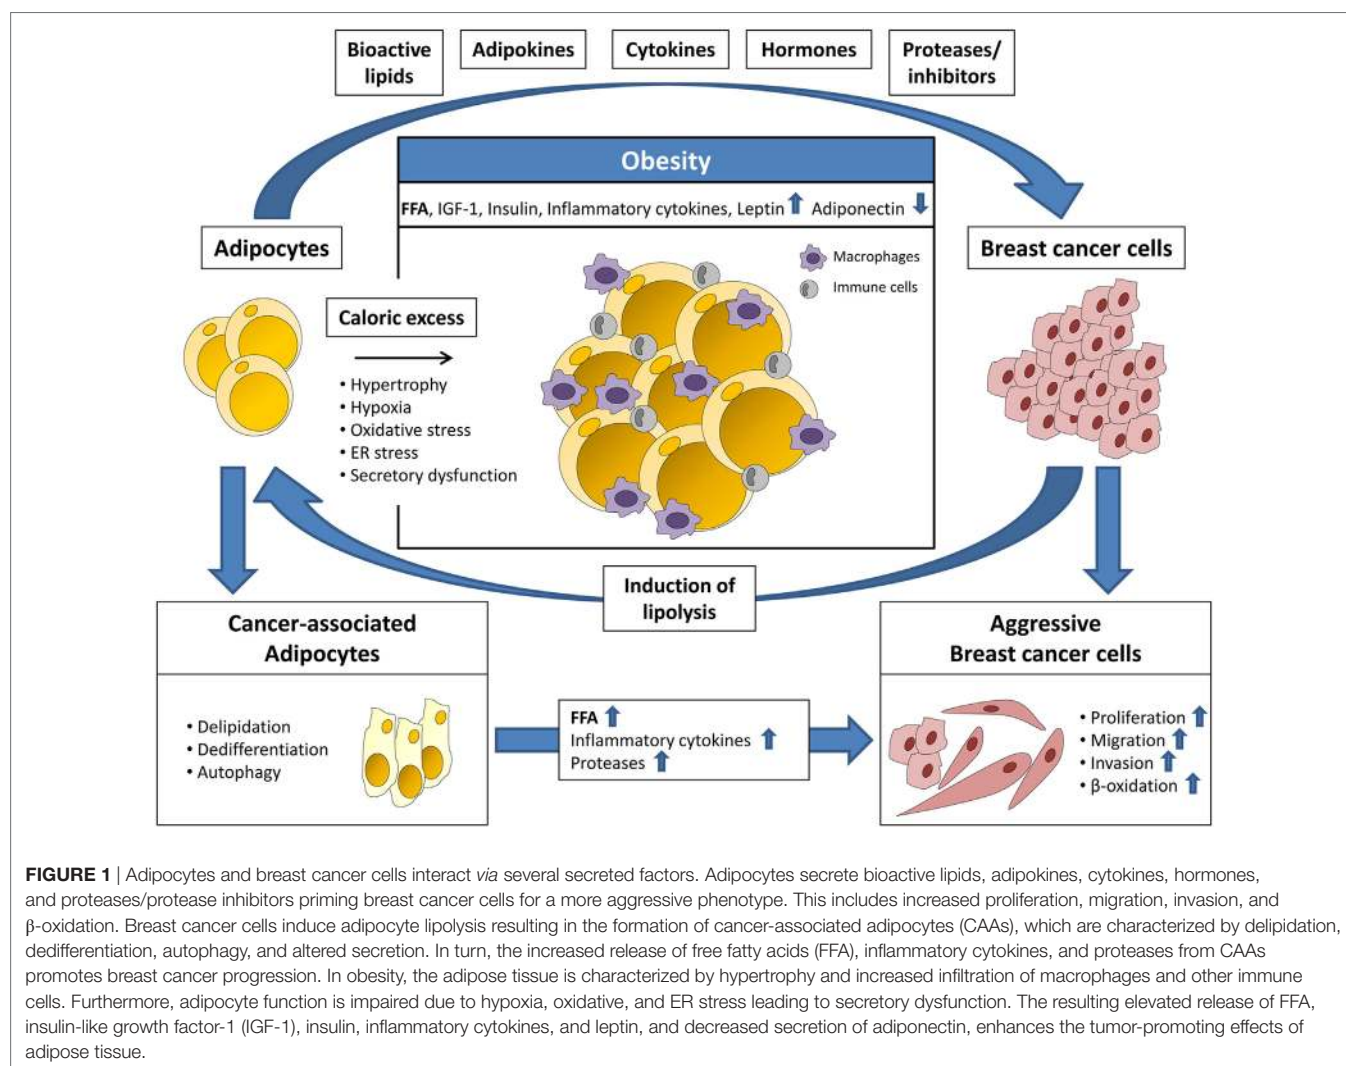 Bioactive
lipids
Adipokines
Cytokines
Hormones
Proteases/
inhibitors
Obesity
FFA, IGF-1, Insulin, Inflammatory cytokines, Leptin Adiponectin
Adipocytes
Breast cancer cells
Macrophages
Immune cells
Caloric excess
• Hypertrophy
• Hypoxia
• Oxidative stress
• ER stress
• Secretory dysfunction
Induction of
lipolysis
Cancer-associated
Adipocytes
• Delipidation
• Dedifferentiation
• Autophagy
FFA
Inflammatory cytokines
Proteases
Aggressive
Breast cancer cells
• Proliferation
• Migration
• Invasion
• β-oxidation
FIGURE 1 | Adipocytes and breast cancer cells interact via several secreted factors. Adipocytes secrete bioactive lipids, adipokines, cytokines, hormones,
and proteases/protease inhibitors priming breast cancer cells for a more aggressive phenotype. This includes increased proliferation, migration, invasion, and
β-oxidation. Breast cancer cells induce adipocyte lipolysis resulting in the formation of cancer-associated adipocytes (CAAs), which are characterized by delipidation,
dedifferentiation, autophagy, and altered secretion. In turn, the increased release of free fatty acids (FFA), inflammatory cytokines, and proteases from CAAs
promotes breast cancer progression. In obesity, the adipose tissue is characterized by hypertrophy and increased infiltration of macrophages and other immune
cells. Furthermore, adipocyte function is impaired due to hypoxia, oxidative, and ER stress leading to secretory dysfunction. The resulting elevated release of FFA,
insulin-like growth factor-1 (IGF-1), insulin, inflammatory cytokines, and leptin, and decreased secretion of adiponectin, enhances the tumor-promoting effects of
adipose tissue.